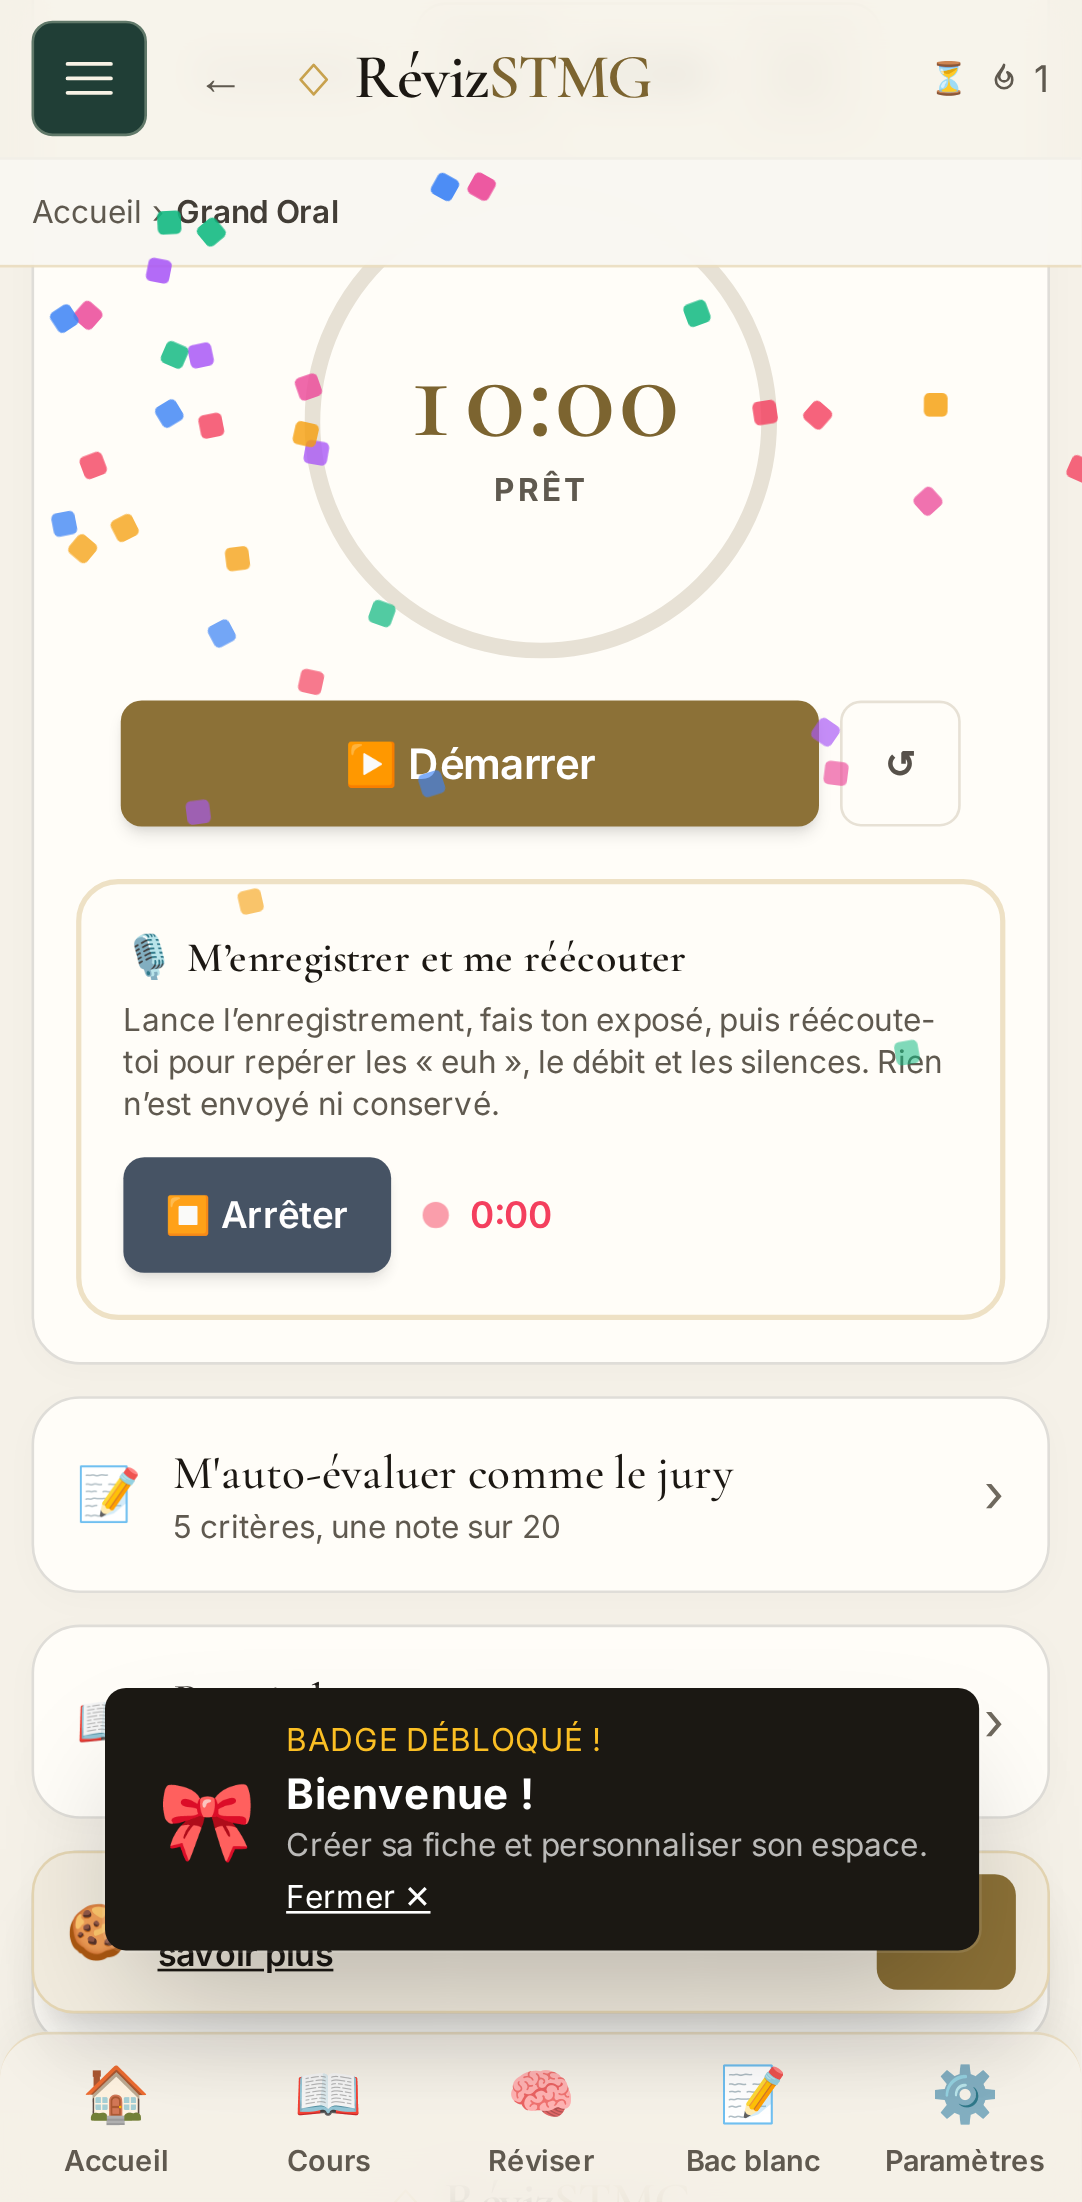 ← ◇ RévizSTMG ⏳ 1
Accueil › Grand Oral
10:00
PRÊT
▶️ Démarrer ↺
🎙️ M’enregistrer et me réécouter
Lance l’enregistrement, fais ton exposé, puis réécoute-
toi pour repérer les « euh », le débit et les silences. Rien
n’est envoyé ni conservé.
⏹️ Arrêter 0:00
M'auto-évaluer comme le jury
5 critères, une note sur 20
BADGE DÉBLOQUÉ !
Bienvenue !
Créer sa fiche et personnaliser son espace.
Fermer ✕
savoir plus
Accueil Cours Réviser Bac blanc Paramètres